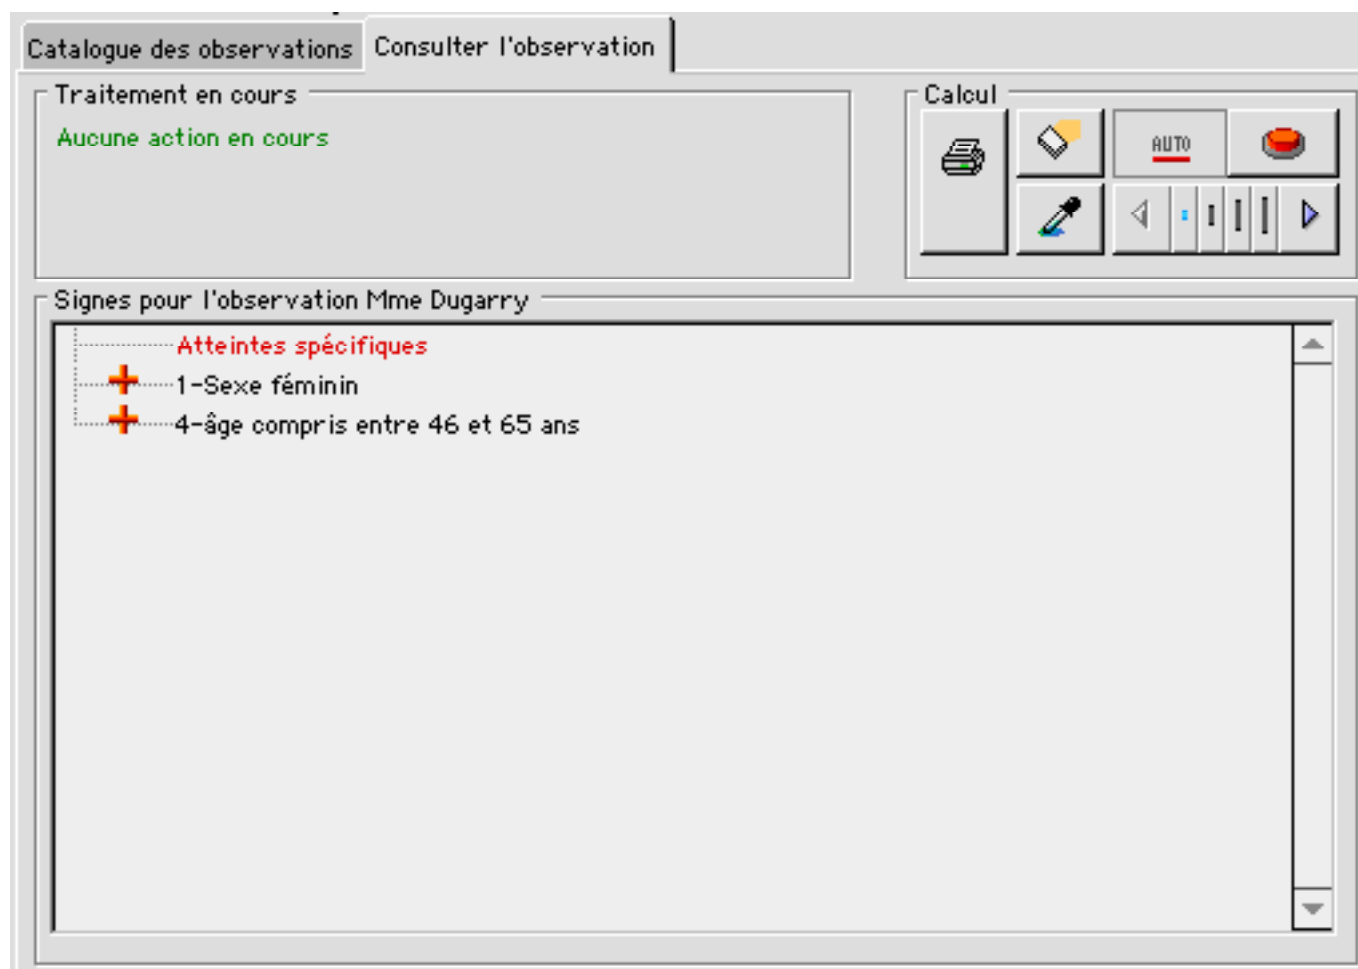 Catalogue des observations
Consulter l'observation
Traitement en cours
Aucune action en cours
Calcul
AUTO
Signes pour l'observation Mme Dugarry
Atteintes spécifiques
1-Sexe féminin
4-âge compris entre 46 et 65 ans